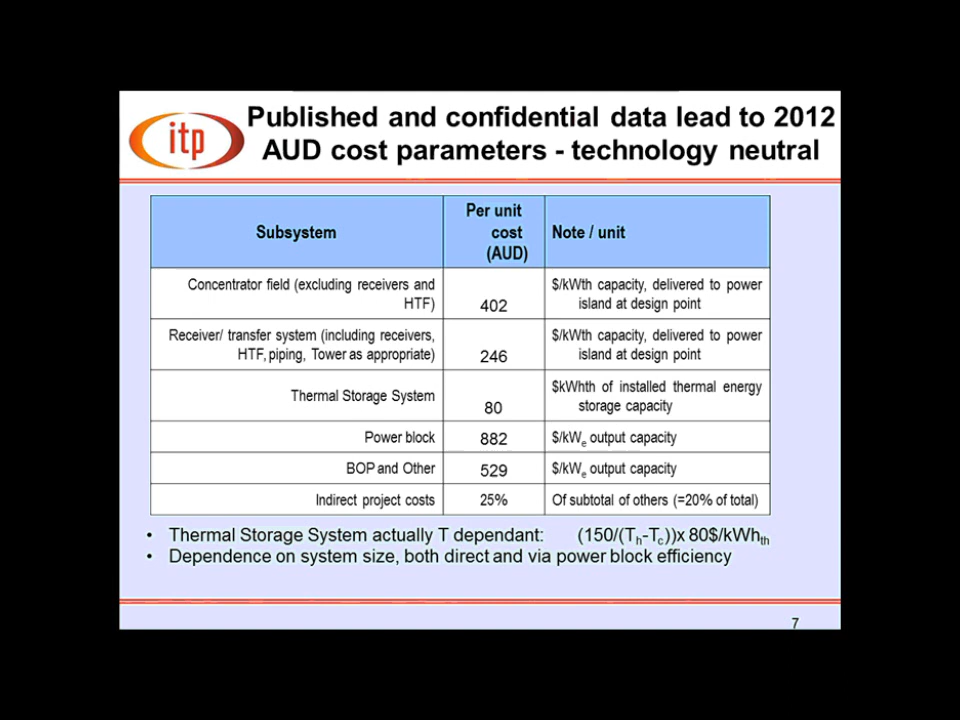 itp
Published and confidential data lead to 2012
AUD cost parameters - technology neutral
Subsystem
Per unit
cost
(AUD)
Note / unit
Concentrator field (excluding receivers and
HTF)
402
$/kWth capacity, delivered to power
island at design point
Receiver/ transfer system (including receivers,
HTF, piping, Tower as appropriate)
246
$/kWth capacity, delivered to power
island at design point
Thermal Storage System
80
$kWhth of installed thermal energy
storage capacity
Power block
882
$/kWe output capacity
BOP and Other
529
$/kWe output capacity
Indirect project costs
25%
Of subtotal of others (=20% of total)
• Thermal Storage System actually T dependant: (150/(Th-Tc))x 80$/kWhth
• Dependence on system size, both direct and via power block efficiency
7